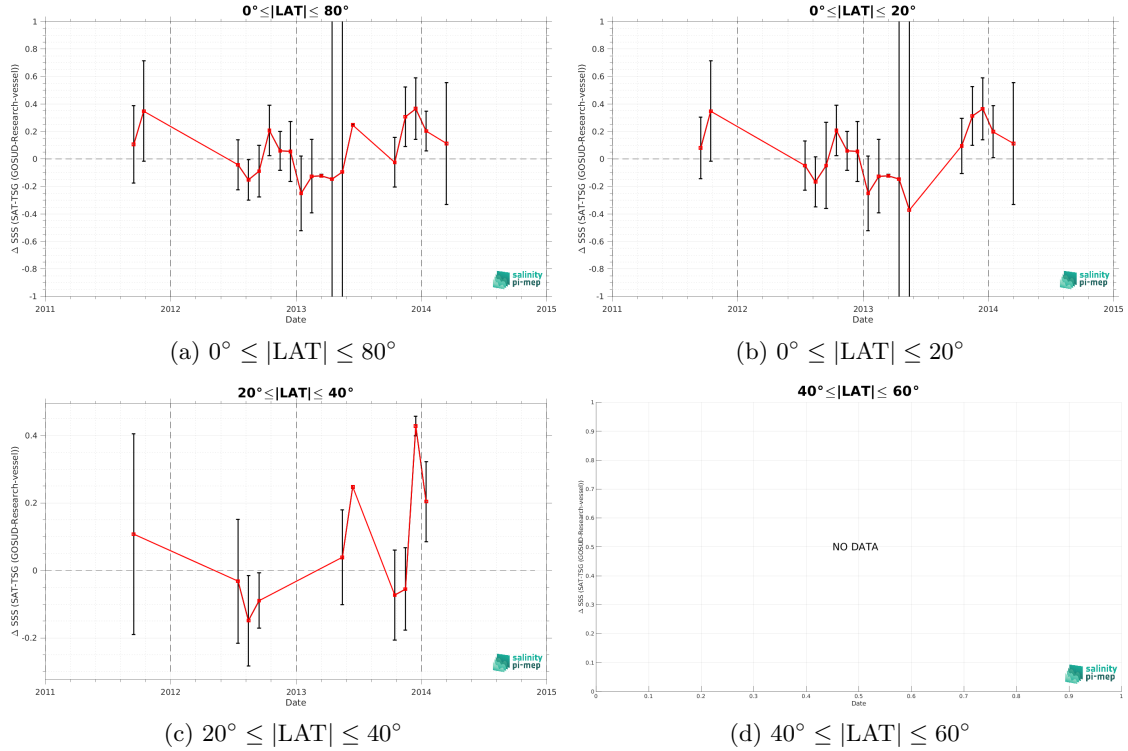 0°≤|LAT|≤ 80°
Δ SSS (SAT-TSG (GOSUD-Research-vessel))
1
0.8
0.6
0.4
0.2
0
-0.2
-0.4
-0.6
-0.8
-1
2011 2012 2013 2014 2015
Date
salinity
pi-mep
(a) 0° ≤ |LAT| ≤ 80°
0°≤|LAT|≤ 20°
Δ SSS (SAT-TSG (GOSUD-Research-vessel))
1
0.8
0.6
0.4
0.2
0
-0.2
-0.4
-0.6
-0.8
-1
2011 2012 2013 2014 2015
Date
salinity
pi-mep
(b) 0° ≤ |LAT| ≤ 20°
20°≤|LAT|≤ 40°
Δ SSS (SAT-TSG (GOSUD-Research-vessel))
0.4
0.2
0
-0.2
2011 2012 2013 2014 2015
Date
salinity
pi-mep
(c) 20° ≤ |LAT| ≤ 40°
40°≤|LAT|≤ 60°
Δ SSS (SAT-TSG (GOSUD-Research-vessel))
1
0.9
0.8
0.7
0.6
0.5
0.4
0.3
0.2
0.1
0
NO DATA
0 0.1 0.2 0.3 0.4 0.5 0.6 0.7 0.8 0.9 1
Date
salinity
pi-mep
(d) 40° ≤ |LAT| ≤ 60°